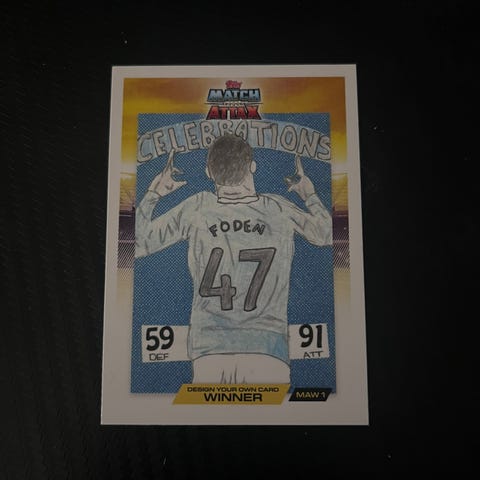 Topps
MATCH
ATTAX
CELEBRATIONS
FODEN
47
59
DEF
91
ATT
DESIGN YOUR OWN CARD
WINNER
MAW 1